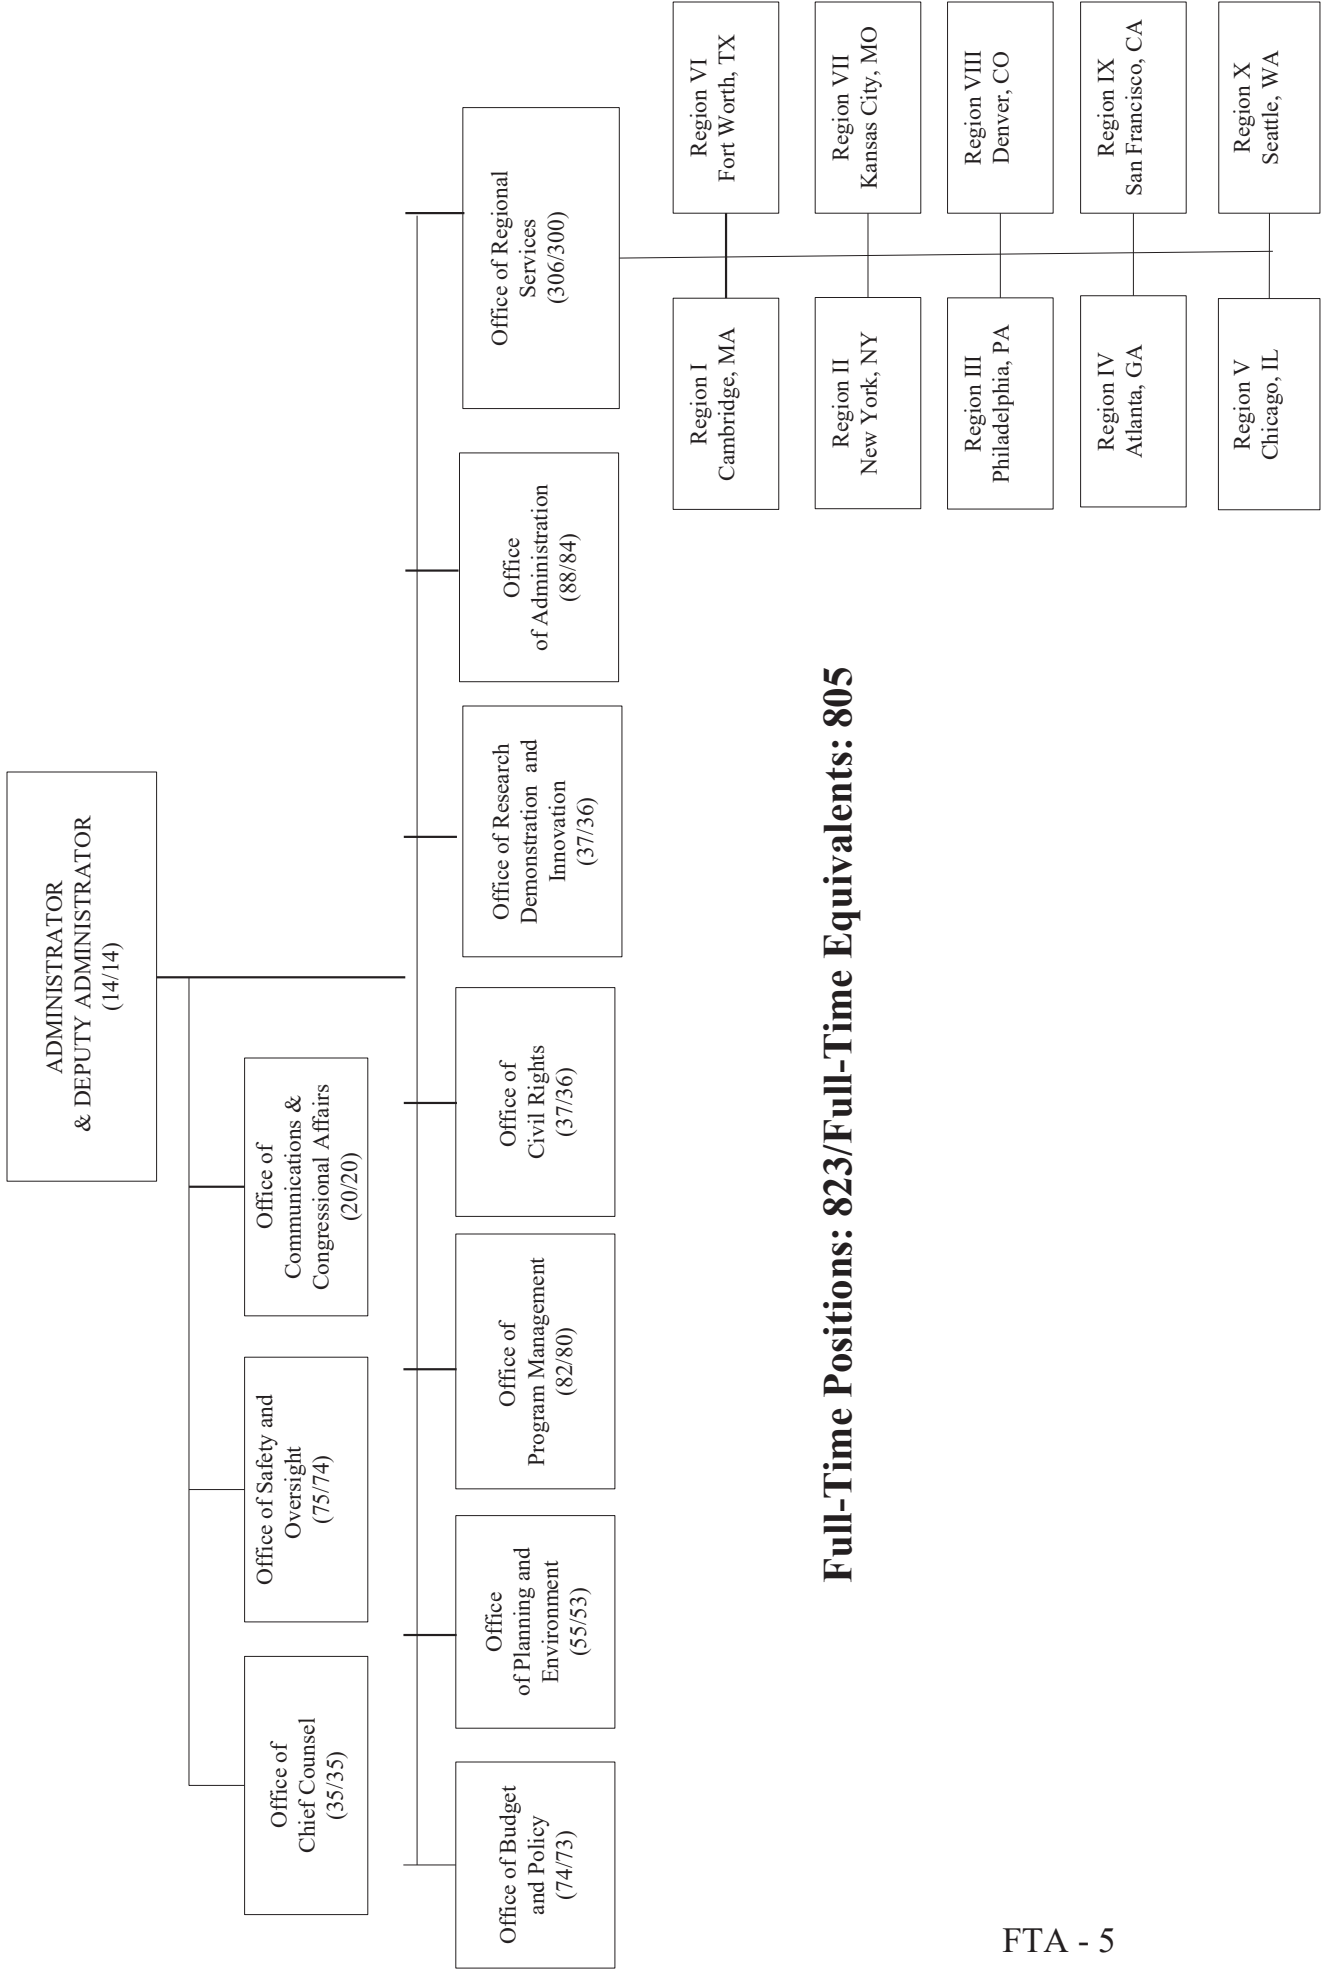 ADMINISTRATOR
& DEPUTY ADMINISTRATOR
(14/14)
Office of
Chief Counsel
(35/35)
Office of Safety and
Oversight
(75/74)
Office of
Communications &
Congressional Affairs
(20/20)
Office of Budget
and Policy
(74/73)
Office
of Planning and
Environment
(55/53)
Office of
Program Management
(82/80)
Office of
Civil Rights
(37/36)
Office of Research
Demonstration and
Innovation
(37/36)
Office
of Administration
(88/84)
Office of Regional
Services
(306/300)
Region I
Cambridge, MA
Region VI
Fort Worth, TX
Region II
New York, NY
Region VII
Kansas City, MO
Region III
Philadelphia, PA
Region VIII
Denver, CO
Region IV
Atlanta, GA
Region IX
San Francisco, CA
Region V
Chicago, IL
Region X
Seattle, WA
Full-Time Positions: 823/Full-Time Equivalents: 805
FTA - 5